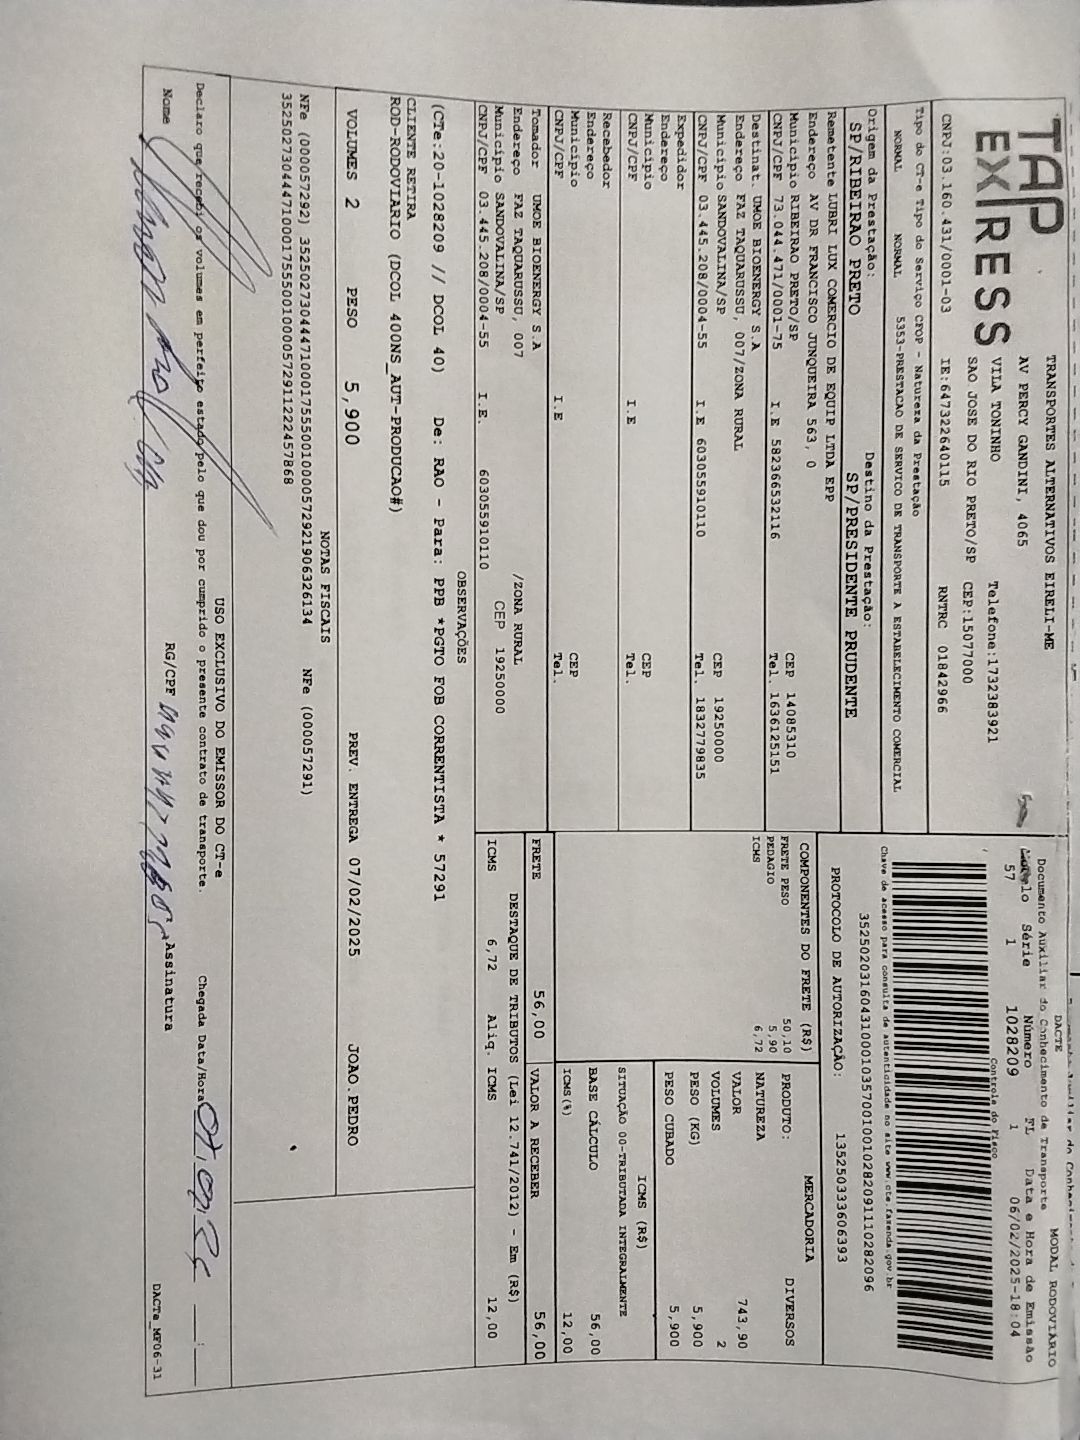 TAP EXPRESS
TRANSPORTES ALTERNATIVOS EIRELI-ME
AV PERCY GANDINI, 4065
VILA TONINHO Telefone:1732383921
SAO JOSE DO RIO PRETO/SP CEP:15077000
CNPJ:03.160.431/0001-03 IE:647322640115 RNTRC 01842966
DACTE MODAL RODOVIÁRIO
Documento Auxiliar do Conhecimento de Transporte
Modelo Série Número FL Data e Hora de Emissão
57 1 1028209 1 06/02/2025-18:04
Controle do Fisco
Chave de acesso para consulta de autenticidade no site www.cte.fazenda.gov.br
35250203160431000103570010010282091110282096
PROTOCOLO DE AUTORIZAÇÃO: 135250333606393
Tipo do CT-e Tipo do Serviço CFOP - Natureza da Prestação
NORMAL NORMAL 5353-PRESTACAO DE SERVICO DE TRANSPORTE A ESTABELECIMENTO COMERCIAL
Origem da Prestação: Destino da Prestação:
SP/RIBEIRAO PRETO SP/PRESIDENTE PRUDENTE
Remetente LUBRI LUX COMERCIO DE EQUIP LTDA EPP
Endereço AV DR FRANCISCO JUNQUEIRA 563, 0
Município RIBEIRAO PRETO/SP CEP 14085310
CNPJ/CPF 73.044.471/0001-75 I.E 582366532116 Tel. 1636125151
Destinat. UMOE BIOENERGY S.A
Endereço FAZ TAQUARUSSU, 007/ZONA RURAL
Município SANDOVALINA/SP CEP 19250000
CNPJ/CPF 03.445.208/0004-55 I.E 603055910110 Tel. 1832779835
Expedidor
Endereço
Município CEP
CNPJ/CPF I.E Tel.
Recebedor
Endereço
Município CEP
CNPJ/CPF I.E Tel.
Tomador UMOE BIOENERGY S.A
Endereço FAZ TAQUARUSSU, 007 /ZONA RURAL
Município SANDOVALINA/SP CEP 19250000
CNPJ/CPF 03.445.208/0004-55 I.E. 603055910110
COMPONENTES DO FRETE (R$)
FRETE PESO 50,10
PEDAGIO 5,90
ICMS 6,72
MERCADORIA
PRODUTO: DIVERSOS
NATUREZA
VALOR 743,90
VOLUMES 2
PESO (KG) 5,900
PESO CUBADO 5,900
ICMS (R$)
SITUAÇÃO 00-TRIBUTADA INTEGRALMENTE
BASE CÁLCULO 56,00
ICMS(%) 12,00
FRETE 56,00 VALOR A RECEBER 56,00
DESTAQUE DE TRIBUTOS (Lei 12.741/2012) - Em (R$)
ICMS 6,72 Aliq. ICMS 12,00
OBSERVAÇÕES
(CTe:20-1028209 // DCOL 40) De: RAO - Para: PPB *PGTO FOB CORRENTISTA * 57291
CLIENTE RETIRA
ROD-RODOVIARIO (DCOL 400NS_AUT-PRODUCAO#)
VOLUMES 2 PESO 5,900 PREV. ENTREGA 07/02/2025 JOAO.PEDRO
NOTAS FISCAIS
NFe (000057292) 35250273044471000175550010000572921906326134 NFe (000057291)
35250273044471000175550010000572911222457868
USO EXCLUSIVO DO EMISSOR DO CT-e
Declaro que recebi os volumes em perfeito estado pelo que dou por cumprido o presente contrato de transporte. Chegada Data/Hora 07.02.25 :
Nome RG/CPF Assinatura
DACTe_MF06-31